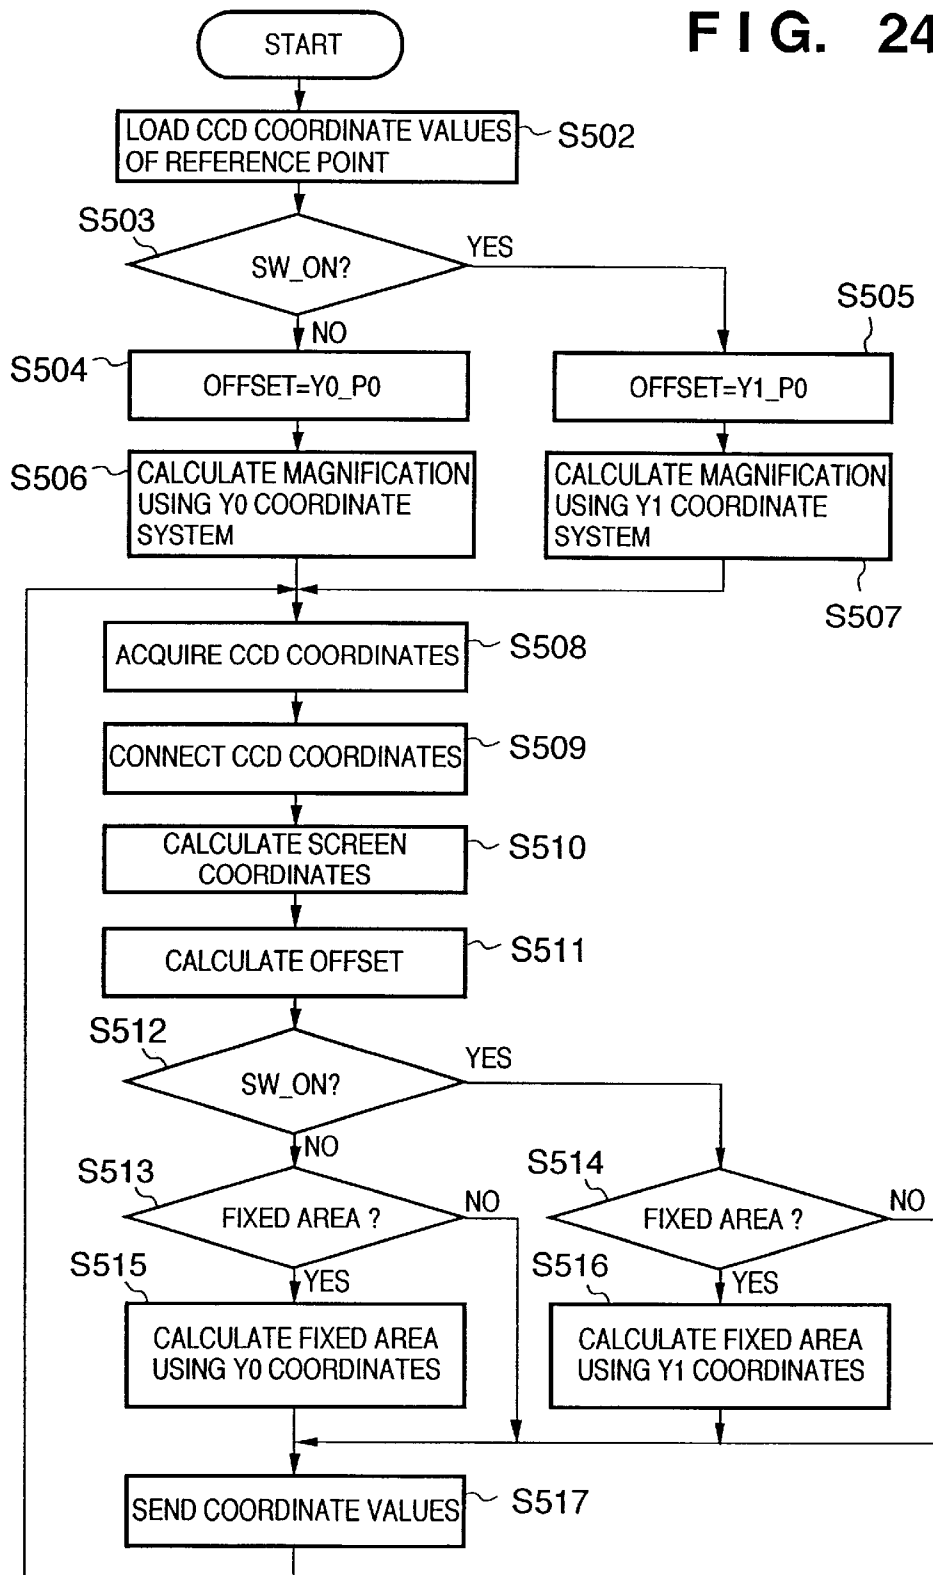 FIG. 24
START
LOAD CCD COORDINATE VALUES
OF REFERENCE POINT
S502
S503
SW_ON?
YES
NO
S504
OFFSET=Y0_P0
S505
OFFSET=Y1_P0
S506
CALCULATE MAGNIFICATION
USING Y0 COORDINATE
SYSTEM
CALCULATE MAGNIFICATION
USING Y1 COORDINATE
SYSTEM
S507
ACQUIRE CCD COORDINATES
S508
CONNECT CCD COORDINATES
S509
CALCULATE SCREEN
COORDINATES
S510
CALCULATE OFFSET
S511
S512
SW_ON?
YES
NO
S513
FIXED AREA ?
NO
YES
S514
FIXED AREA ?
NO
YES
S515
CALCULATE FIXED AREA
USING Y0 COORDINATES
S516
CALCULATE FIXED AREA
USING Y1 COORDINATES
SEND COORDINATE VALUES
S517